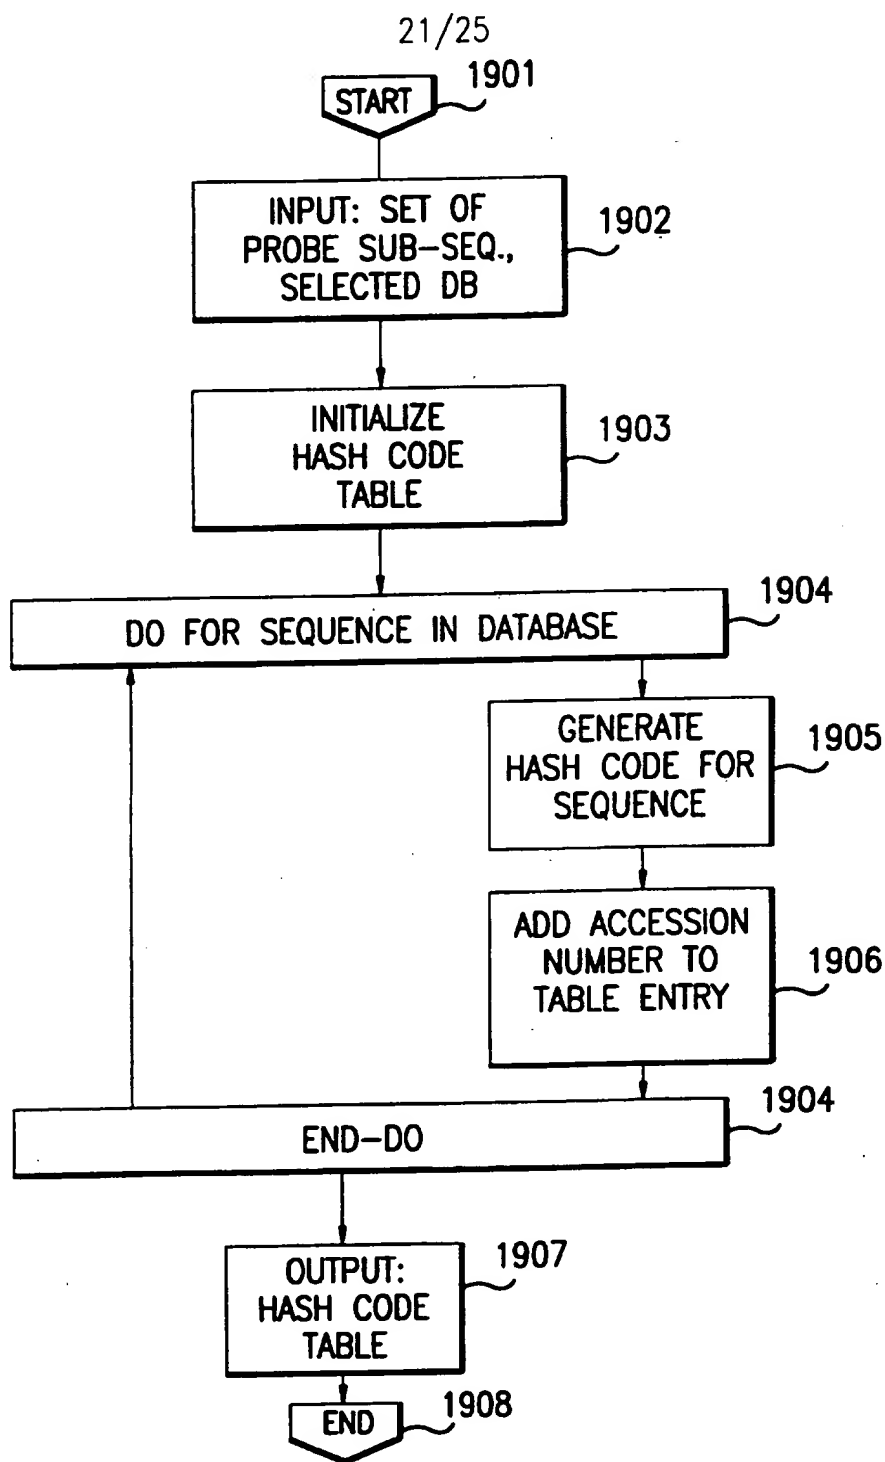 21/25
1901
START
INPUT: SET OF
PROBE SUB-SEQ.,
SELECTED DB
1902
INITIALIZE
HASH CODE
TABLE
1903
1904
DO FOR SEQUENCE IN DATABASE
GENERATE
HASH CODE FOR
SEQUENCE
1905
ADD ACCESSION
NUMBER TO
TABLE ENTRY
1906
1904
END-DO
OUTPUT:
HASH CODE
TABLE
1907
END
1908